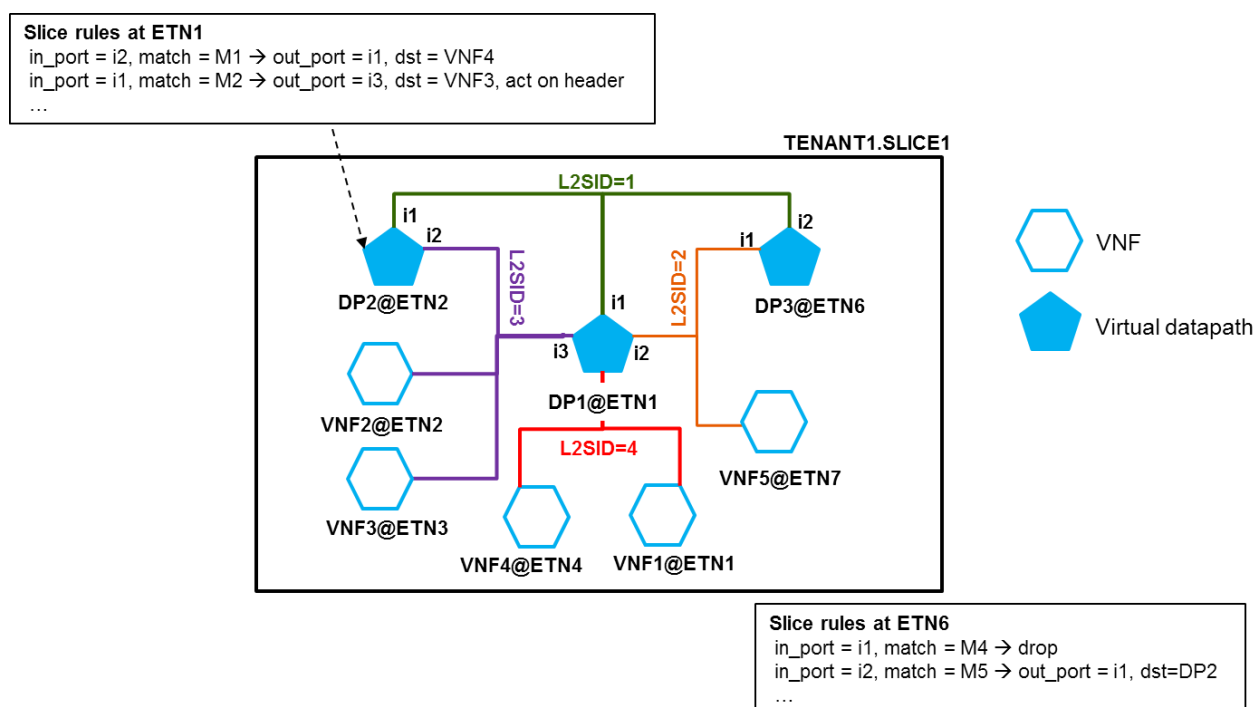 Slice rules at ETN1
in_port = i2, match = M1 → out_port = i1, dst = VNF4
in_port = i1, match = M2 → out_port = i3, dst = VNF3, act on header
…
TENANT1.SLICE1
L2SID=1
i1
i2
i2
i1
L2SID=3
L2SID=2
DP2@ETN2
DP3@ETN6
i1
i3
i2
DP1@ETN1
VNF2@ETN2
L2SID=4
VNF5@ETN7
VNF3@ETN3
VNF4@ETN4
VNF1@ETN1
VNF
Virtual datapath
Slice rules at ETN6
in_port = i1, match = M4 → drop
in_port = i2, match = M5 → out_port = i1, dst=DP2
…